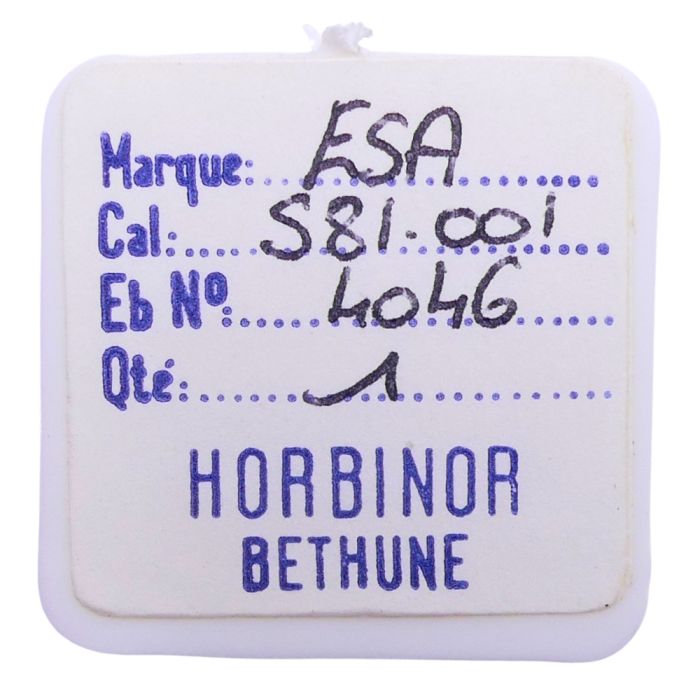 Marque: ESA
Cal: 581.001
Eb Nº: 4046
Qté: 1
HORBINOR
BETHUNE